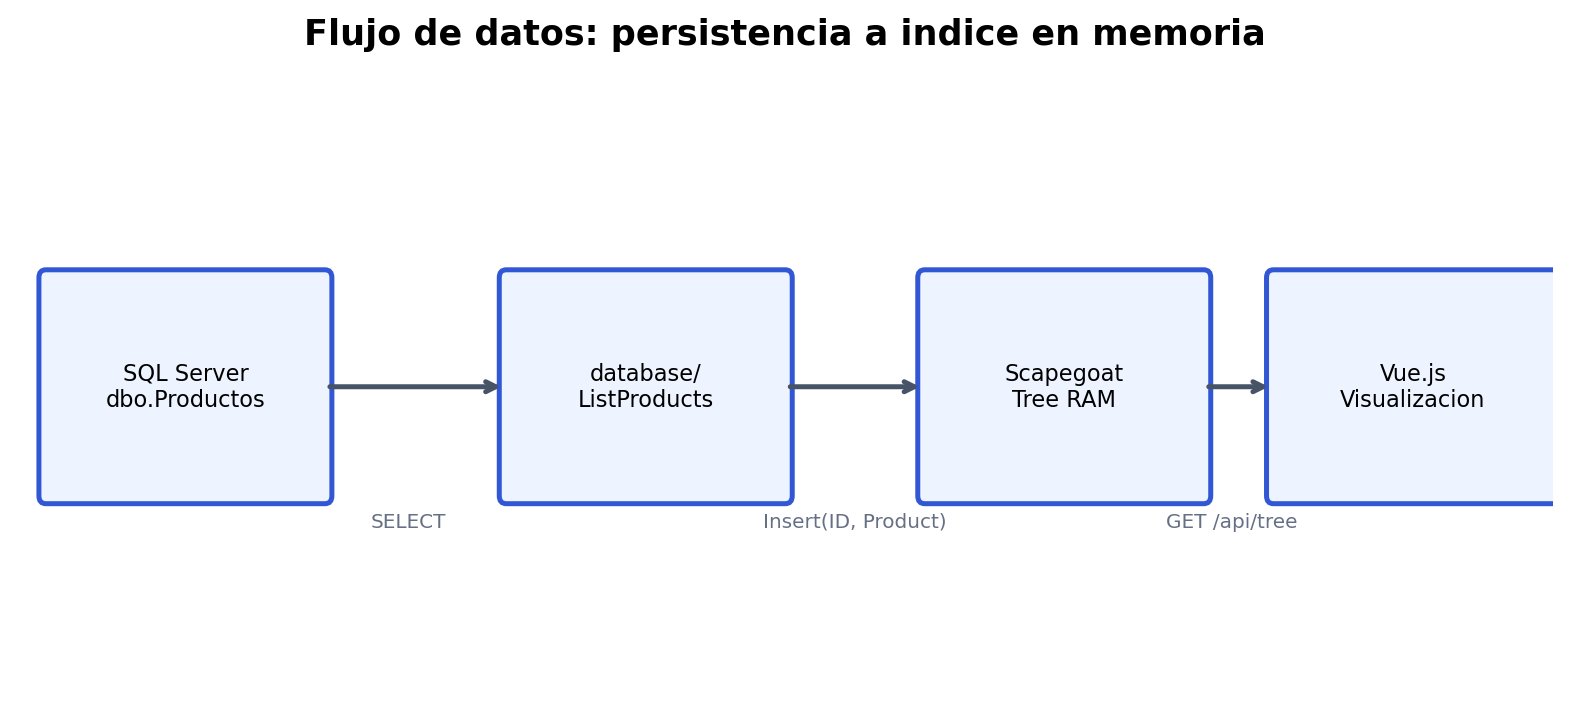 Flujo de datos: persistencia a indice en memoria
SQL Server
dbo.Productos
database/
ListProducts
Scapegoat
Tree RAM
Vue.js
Visualizacion
SELECT
Insert(ID, Product)
GET /api/tree